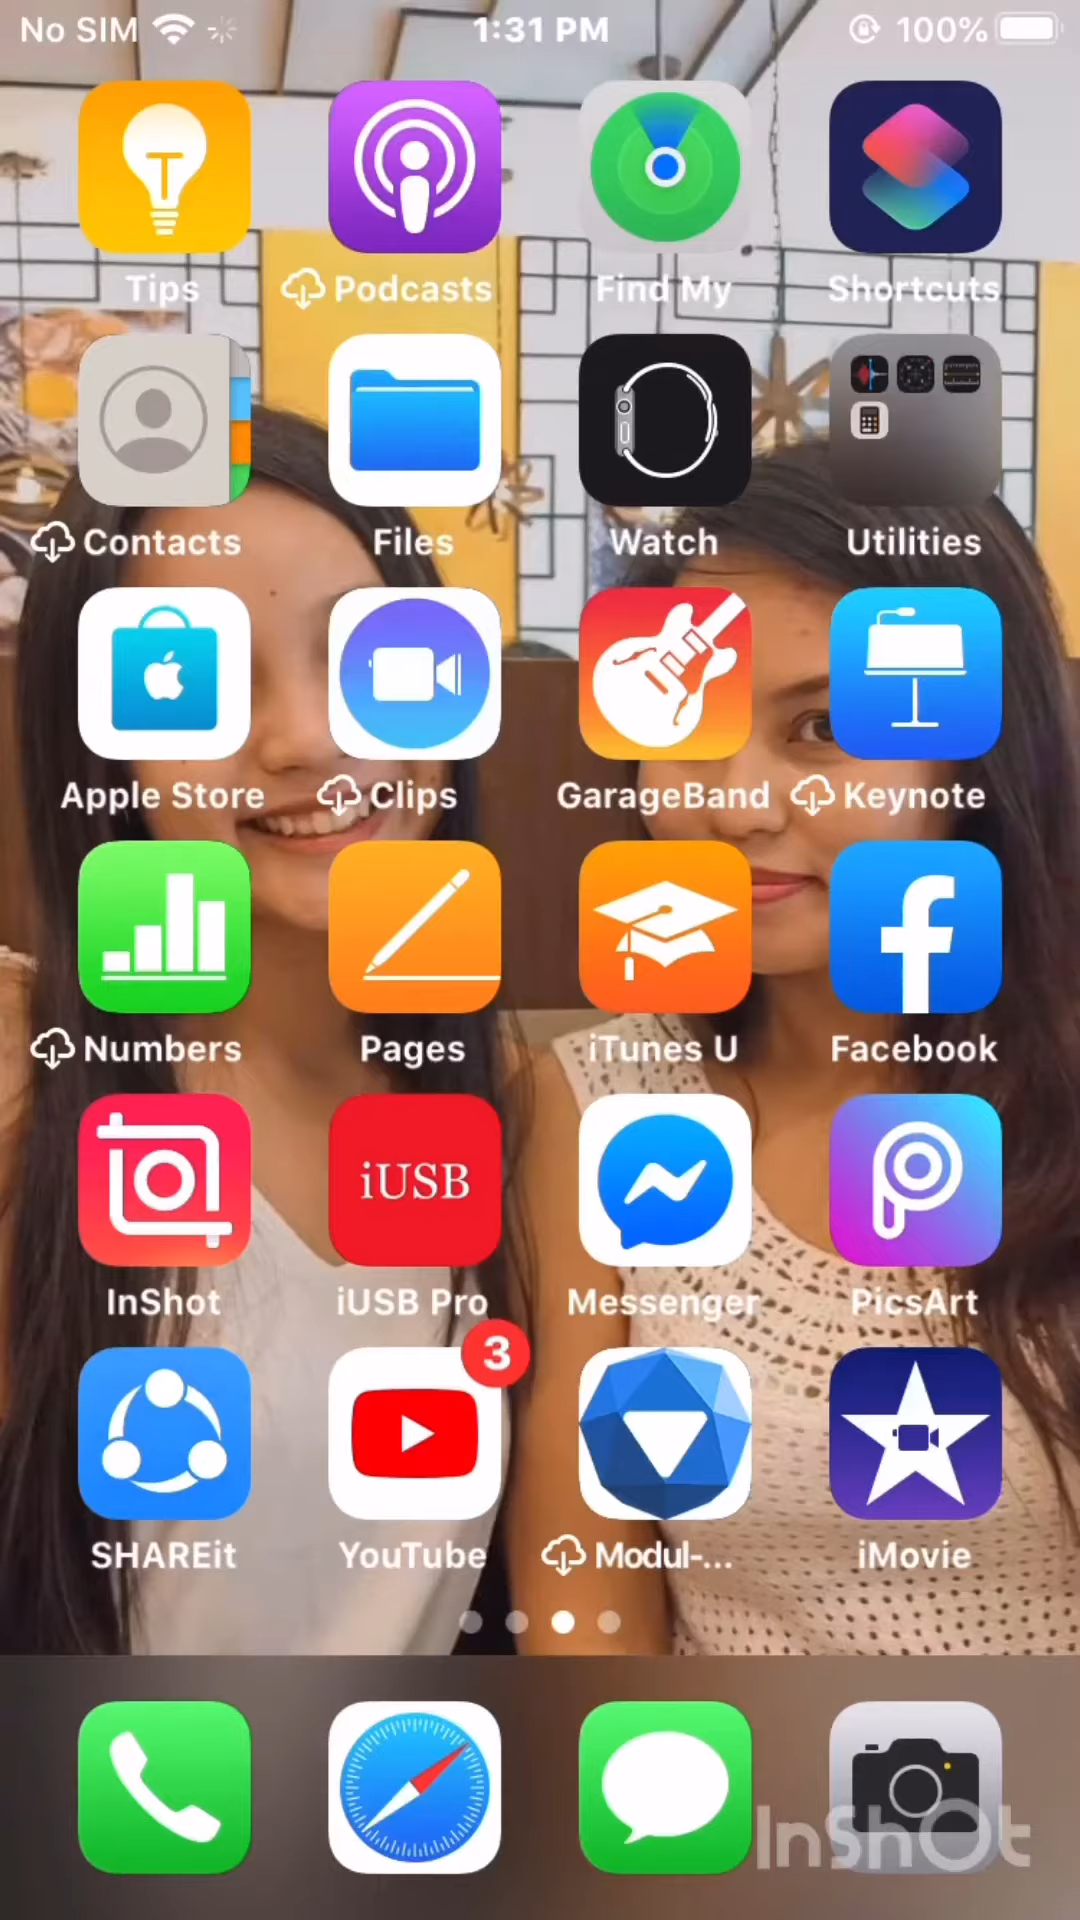 No SIM 1:31 PM 100%
Tips Podcasts Find My Shortcuts
Contacts Files Watch Utilities
Apple Store Clips GarageBand Keynote
Numbers Pages iTunes U Facebook
iUSB
InShot iUSB Pro Messenger PicsArt
3
SHAREit YouTube Modul-... iMovie
InShOt